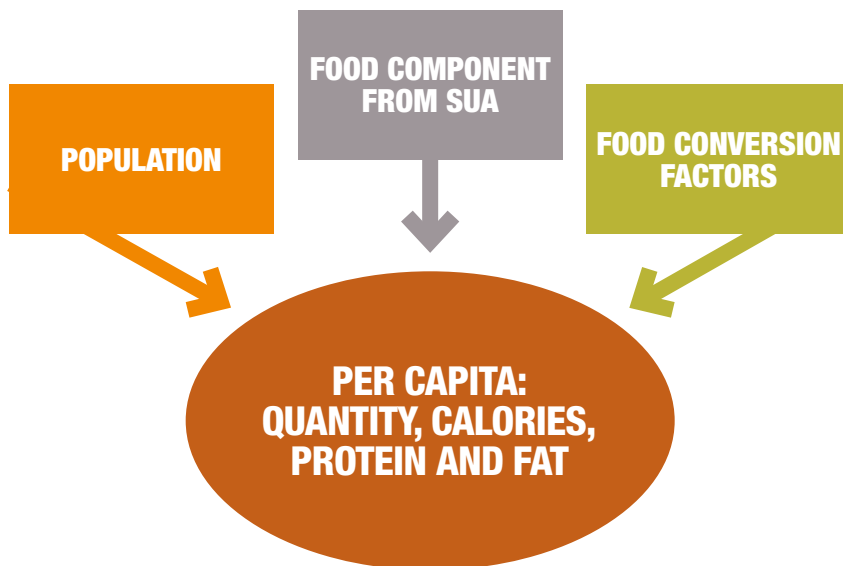 FOOD COMPONENT
FROM SUA
POPULATION
FOOD CONVERSION
FACTORS
PER CAPITA:
QUANTITY, CALORIES,
PROTEIN AND FAT